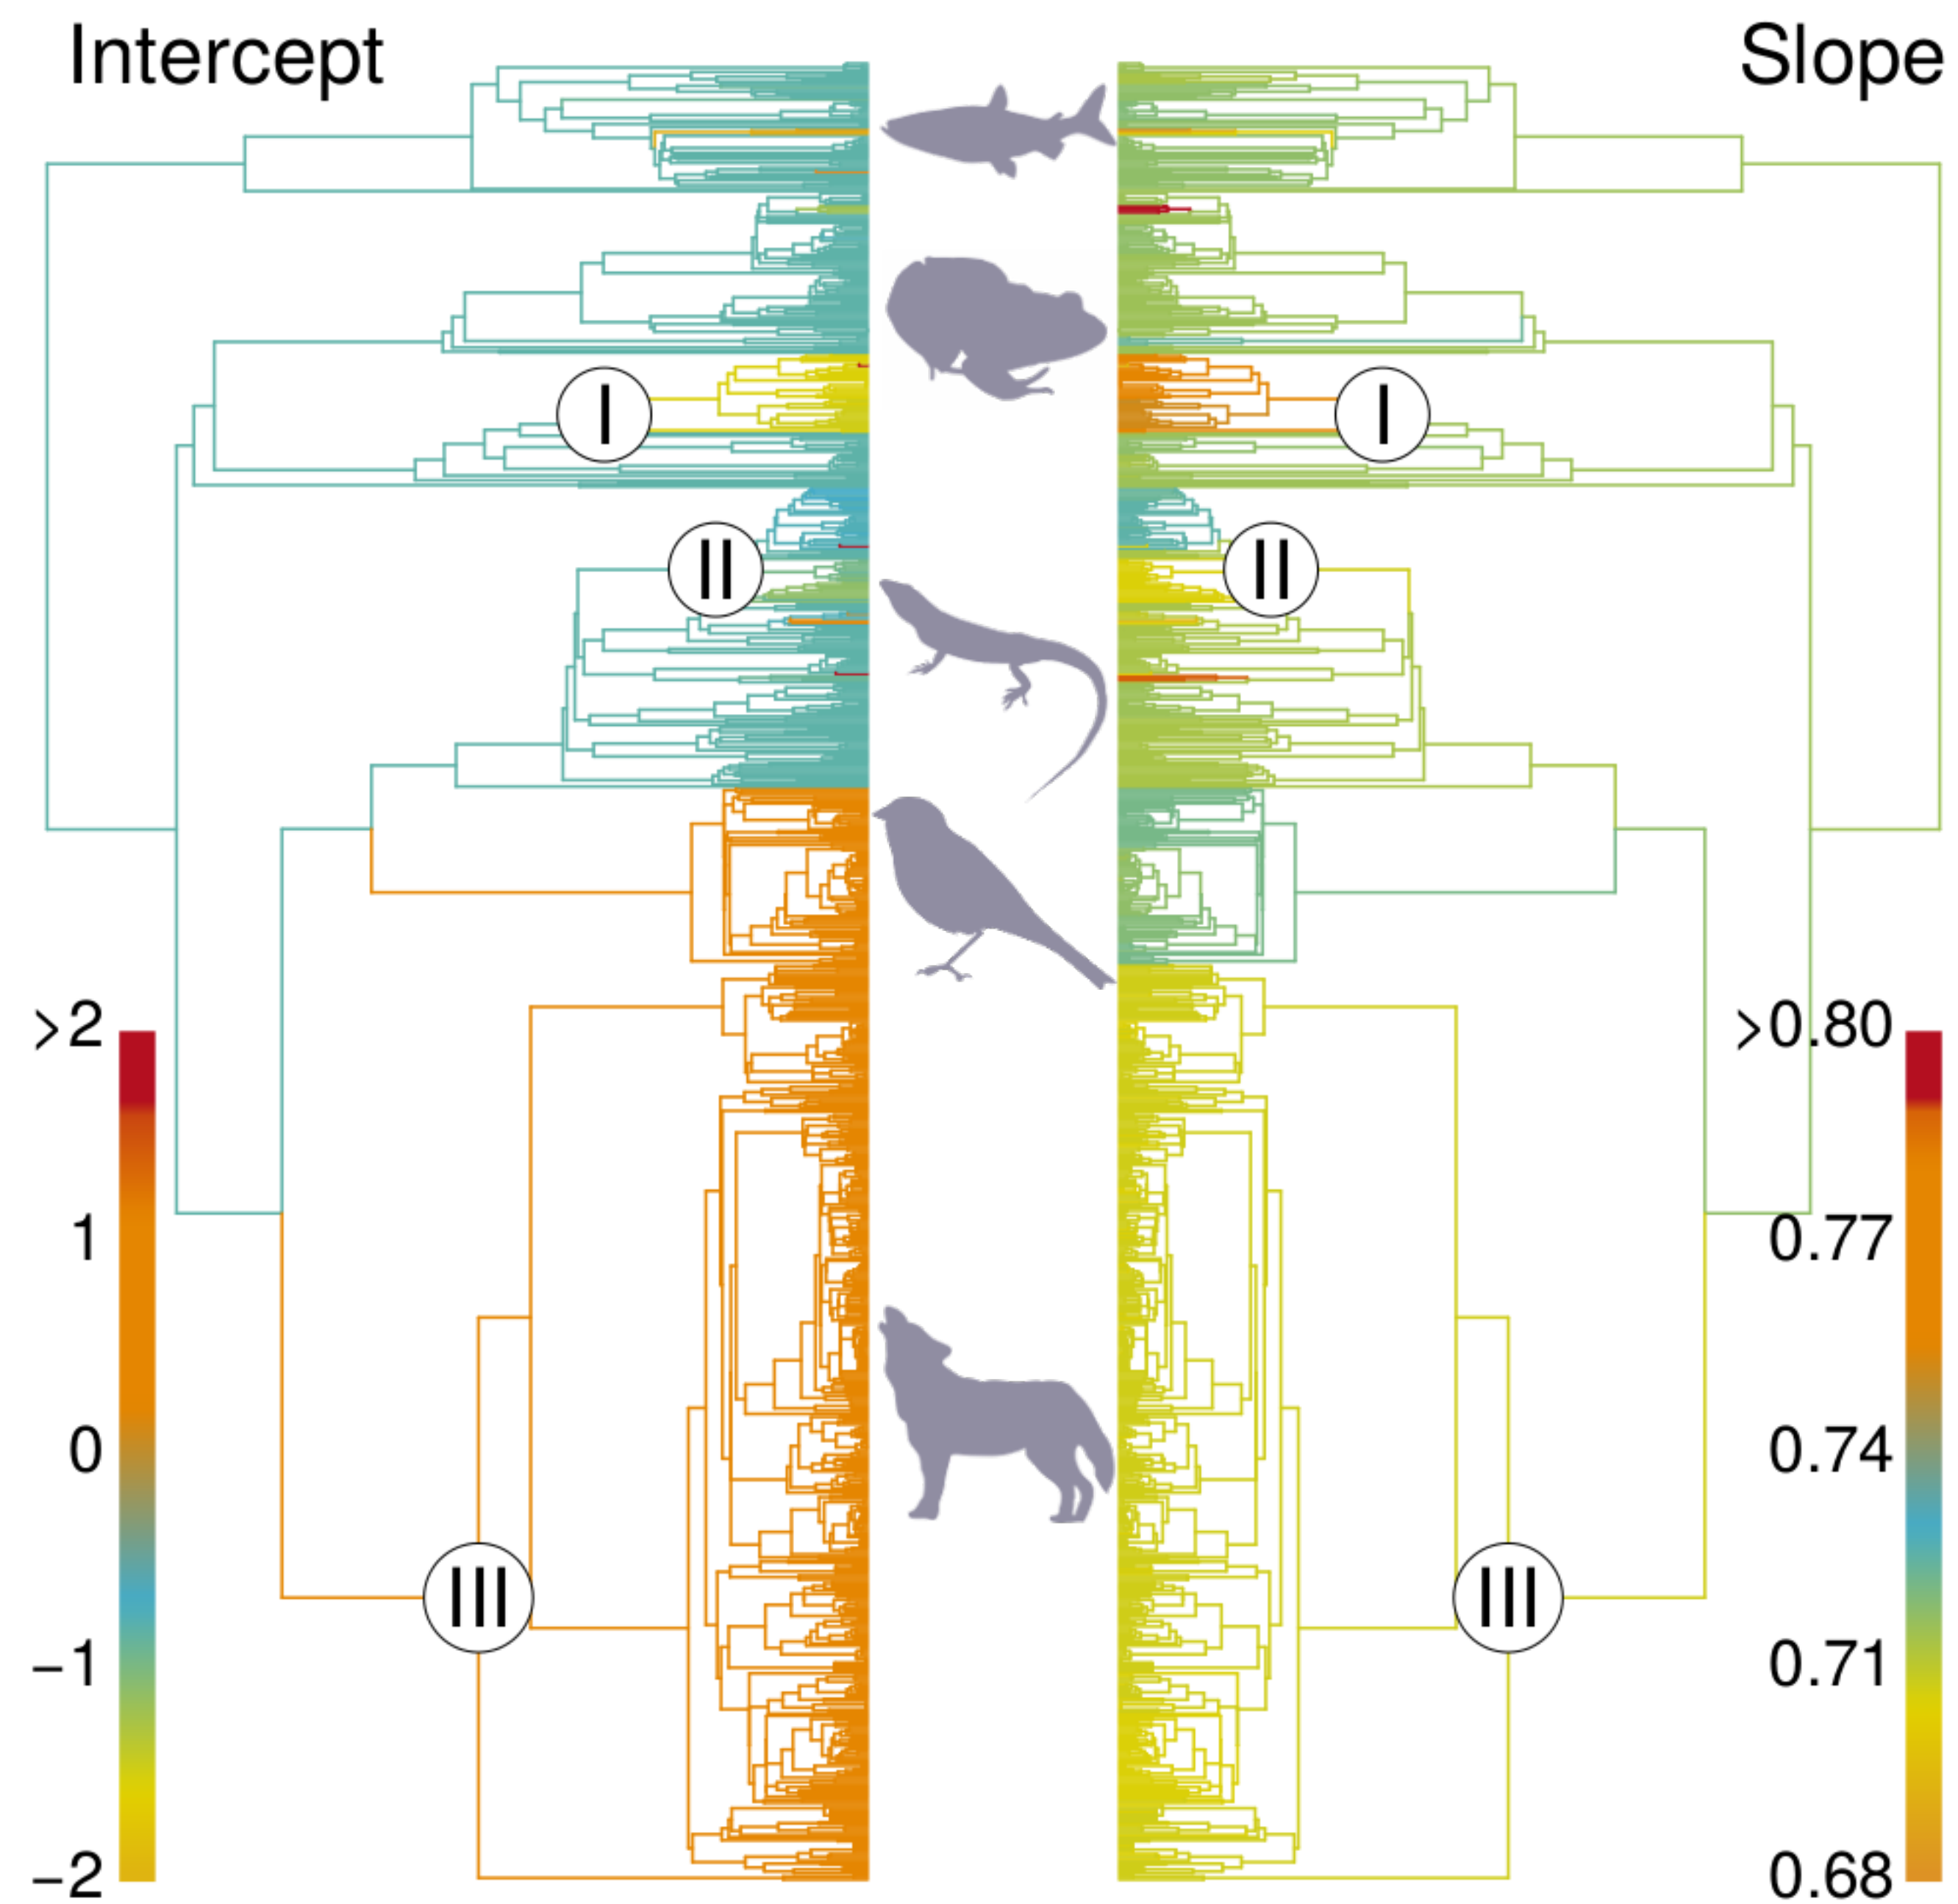 Intercept
Slope
I
I
II
II
>2
>0.80
1
0.77
0
0.74
III
III
−1
0.71
−2
0.68